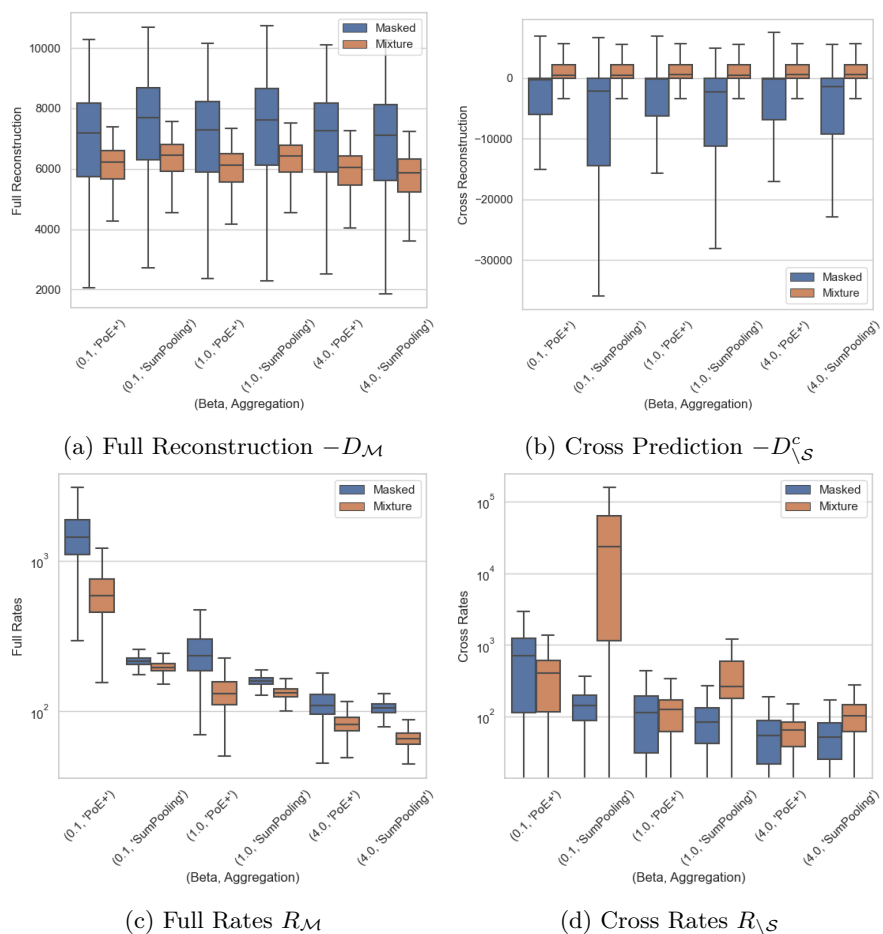 Masked
Mixture
10000
8000
6000
4000
2000
Full Reconstruction
(0.1, 'PoE+')
(0.1, 'SumPooling')
(1.0, 'PoE+')
(1.0, 'SumPooling')
(4.0, 'PoE+')
(4.0, 'SumPooling')
(Beta, Aggregation)
(a) Full Reconstruction −D_M
0
−10000
−20000
−30000
Cross Reconstruction
Masked
Mixture
(0.1, 'PoE+')
(0.1, 'SumPooling')
(1.0, 'PoE+')
(1.0, 'SumPooling')
(4.0, 'PoE+')
(4.0, 'SumPooling')
(Beta, Aggregation)
(b) Cross Prediction −D^c_{\S}
Masked
Mixture
10^3
10^2
Full Rates
(0.1, 'PoE+')
(0.1, 'SumPooling')
(1.0, 'PoE+')
(1.0, 'SumPooling')
(4.0, 'PoE+')
(4.0, 'SumPooling')
(Beta, Aggregation)
(c) Full Rates R_M
Masked
Mixture
10^5
10^4
10^3
10^2
Cross Rates
(0.1, 'PoE+')
(0.1, 'SumPooling')
(1.0, 'PoE+')
(1.0, 'SumPooling')
(4.0, 'PoE+')
(4.0, 'SumPooling')
(Beta, Aggregation)
(d) Cross Rates R_{\S}